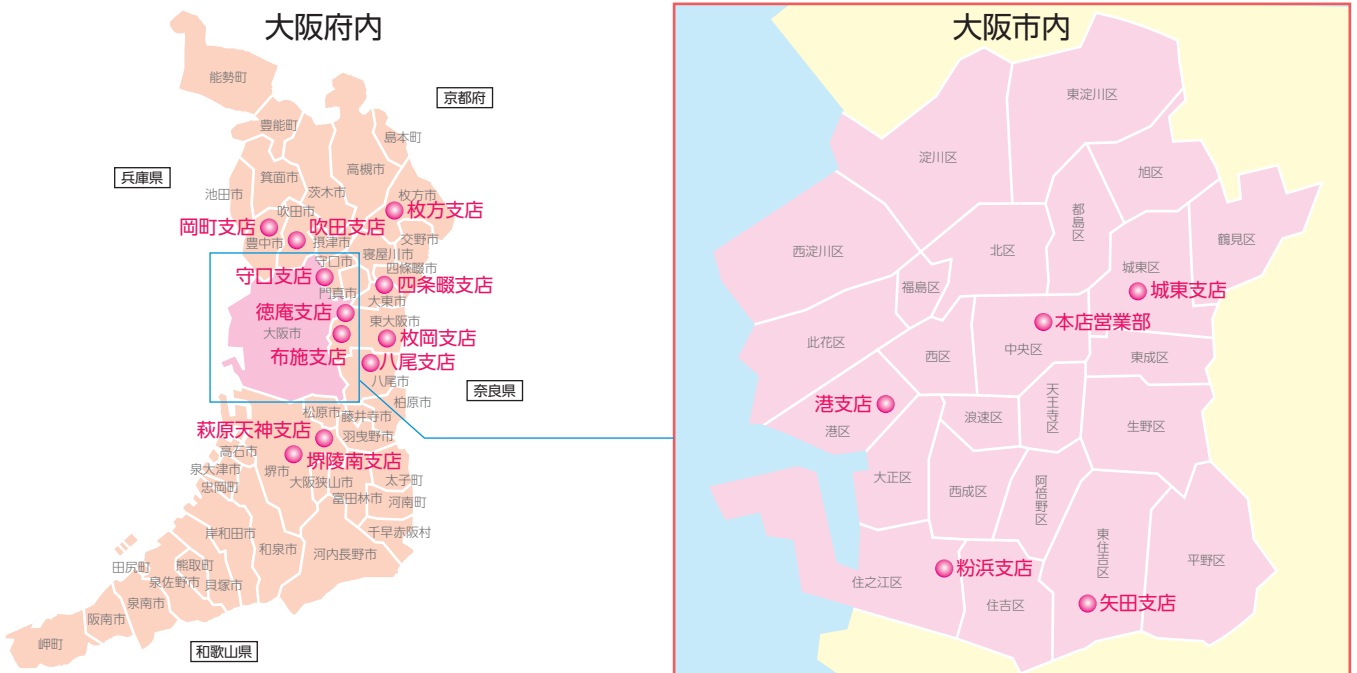 大阪府内
能勢町
京都府
豊能町
島本町
高槻市
兵庫県
箕面市
茨木市
池田市
枚方市
吹田市
枚方支店
岡町支店
吹田支店
豊中市
摂津市
交野市
寝屋川市
守口市
四條畷市
守口支店
四条畷支店
門真市
大東市
徳庵支店
東大阪市
大阪市
枚岡支店
布施支店
八尾支店
八尾市
奈良県
柏原市
松原市
藤井寺市
萩原天神支店
羽曳野市
高石市
堺陵南支店
泉大津市
堺市
大阪狭山市
太子町
忠岡町
富田林市
河南町
岸和田市
千早赤阪村
和泉市
河内長野市
田尻町
熊取町
泉佐野市
貝塚市
泉南市
阪南市
岬町
和歌山県
大阪市内
東淀川区
淀川区
旭区
都島区
西淀川区
北区
鶴見区
城東区
福島区
城東支店
本店営業部
此花区
西区
中央区
東成区
天王寺区
港支店
浪速区
港区
生野区
大正区
西成区
阿倍野区
東住吉区
平野区
粉浜支店
住之江区
住吉区
矢田支店